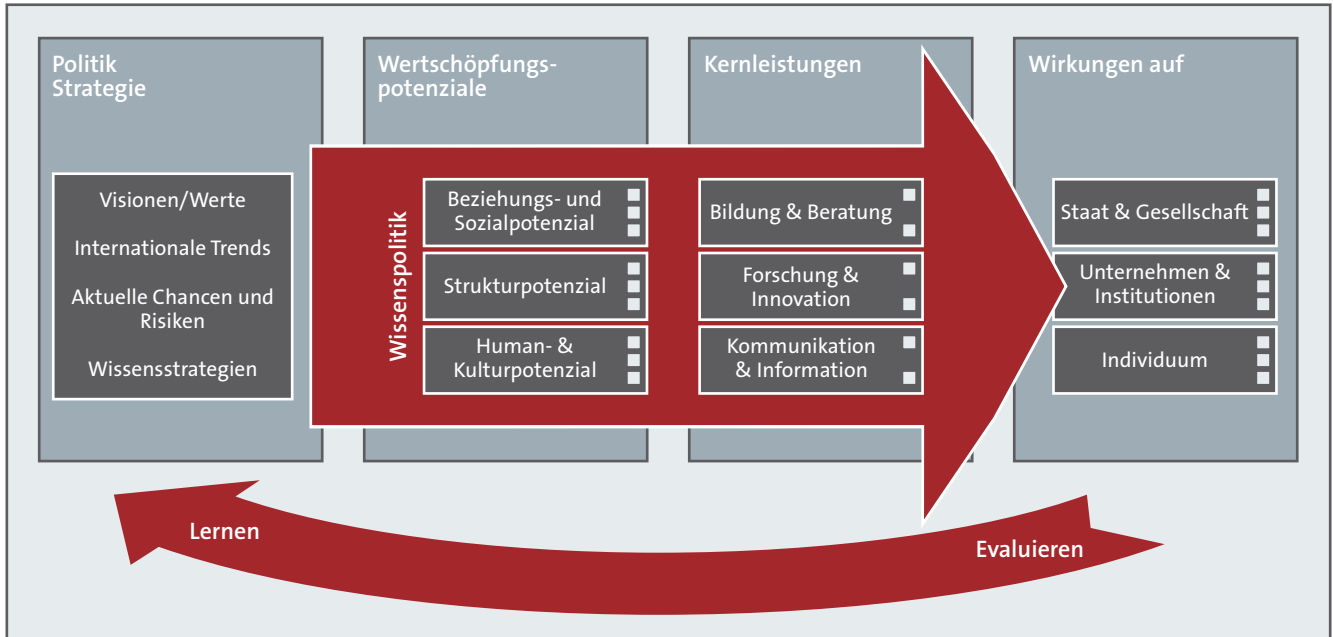 Politik
Strategie
Visionen/Werte
Internationale Trends
Aktuelle Chancen und
Risiken
Wissensstrategien
Wertschöpfungs-
potenziale
Wissenspolitik
Beziehungs- und
Sozialpotenzial
Strukturpotenzial
Human- &
Kulturpotenzial
Kernleistungen
Bildung & Beratung
Forschung &
Innovation
Kommunikation
& Information
Wirkungen auf
Staat & Gesellschaft
Unternehmen &
Institutionen
Individuum
Lernen
Evaluieren